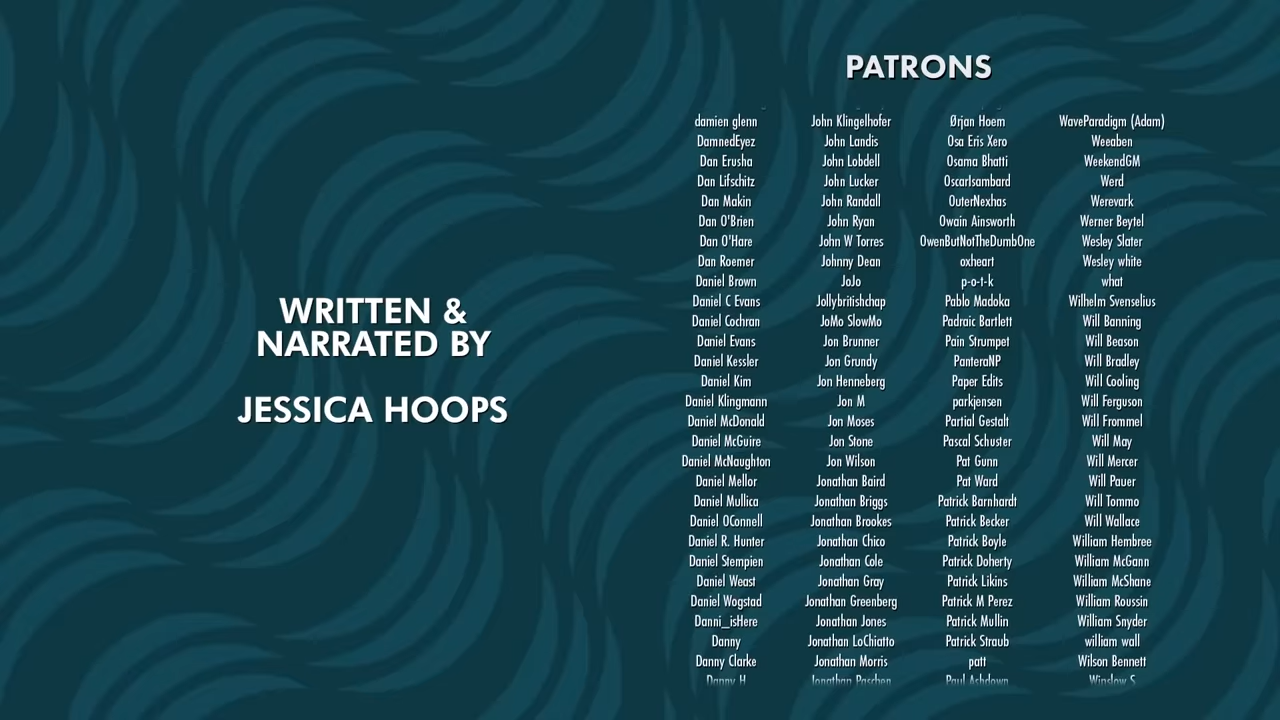 WRITTEN &
NARRATED BY
JESSICA HOOPS
PATRONS
damien glenn
DamnedEyez
Dan Erusha
Dan Lifschitz
Dan Makin
Dan O'Brien
Dan O'Hare
Dan Roemer
Daniel Brown
Daniel C Evans
Daniel Cochran
Daniel Evans
Daniel Kessler
Daniel Kim
Daniel Klingmann
Daniel McDonald
Daniel McGuire
Daniel McNaughton
Daniel Mellor
Daniel Mullica
Daniel OConnell
Daniel R. Hunter
Daniel Stempien
Daniel Weast
Daniel Wogstad
Danni_isHere
Danny
Danny Clarke
Danny H
John Klingelhofer
John Landis
John Lobdell
John Lucker
John Randall
John Ryan
John W Torres
Johnny Dean
JoJo
Jollybritishchap
JoMo SlowMo
Jon Brunner
Jon Grundy
Jon Henneberg
Jon M
Jon Moses
Jon Stone
Jon Wilson
Jonathan Baird
Jonathan Briggs
Jonathan Brookes
Jonathan Chico
Jonathan Cole
Jonathan Gray
Jonathan Greenberg
Jonathan Jones
Jonathan LoChiatto
Jonathan Morris
Jonathan Paschen
Ørjan Hoem
Osa Eris Xero
Osama Bhatti
OscarIsambard
OuterNexhas
Owain Ainsworth
OwenButNotTheDumbOne
oxheart
p-o-t-k
Pablo Madoka
Padraic Bartlett
Pain Strumpet
PanteraNP
Paper Edits
parkjensen
Partial Gestalt
Pascal Schuster
Pat Gunn
Pat Ward
Patrick Barnhardt
Patrick Becker
Patrick Boyle
Patrick Doherty
Patrick Likins
Patrick M Perez
Patrick Mullin
Patrick Straub
patt
Paul Ashdown
WaveParadigm (Adam)
Weeaben
WeekendGM
Werd
Werevark
Werner Beytel
Wesley Slater
Wesley white
what
Wilhelm Svenselius
Will Banning
Will Beason
Will Bradley
Will Cooling
Will Ferguson
Will Frommel
Will May
Will Mercer
Will Pauer
Will Tommo
Will Wallace
William Hembree
William McGann
William McShane
William Roussin
William Snyder
william wall
Wilson Bennett
Winslow S